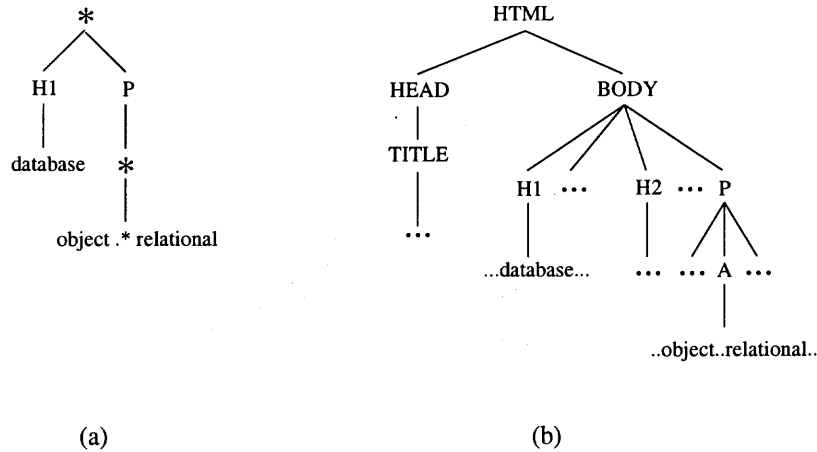 *
H1 P
database *
object .* relational
(a)
HTML
HEAD BODY
TITLE
H1 ... H2 ... P
...
...database... ... ... A ...
..object..relational..
(b)